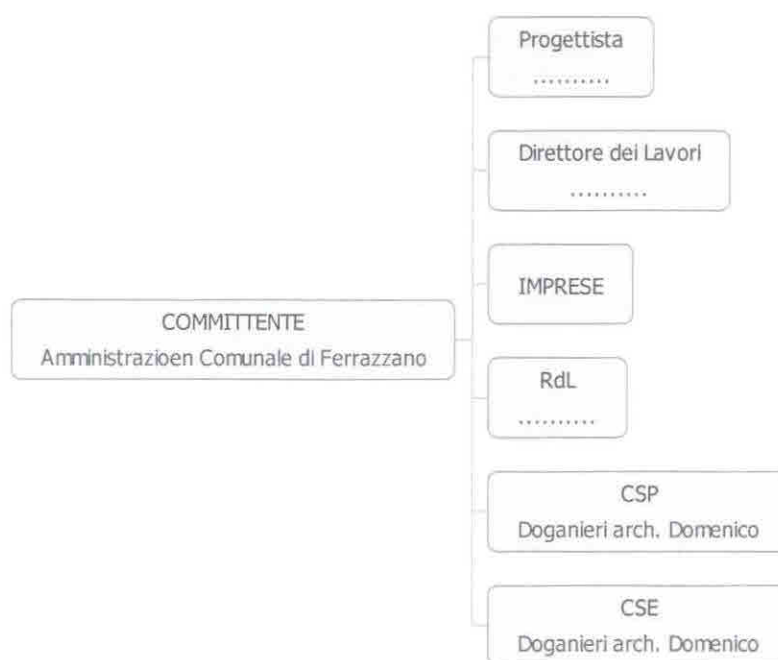 Progettista
..........
Direttore dei Lavori
..........
IMPRESE
COMMITTENTE
Amministrazioen Comunale di Ferrazzano
RdL
..........
CSP
Doganieri arch. Domenico
CSE
Doganieri arch. Domenico